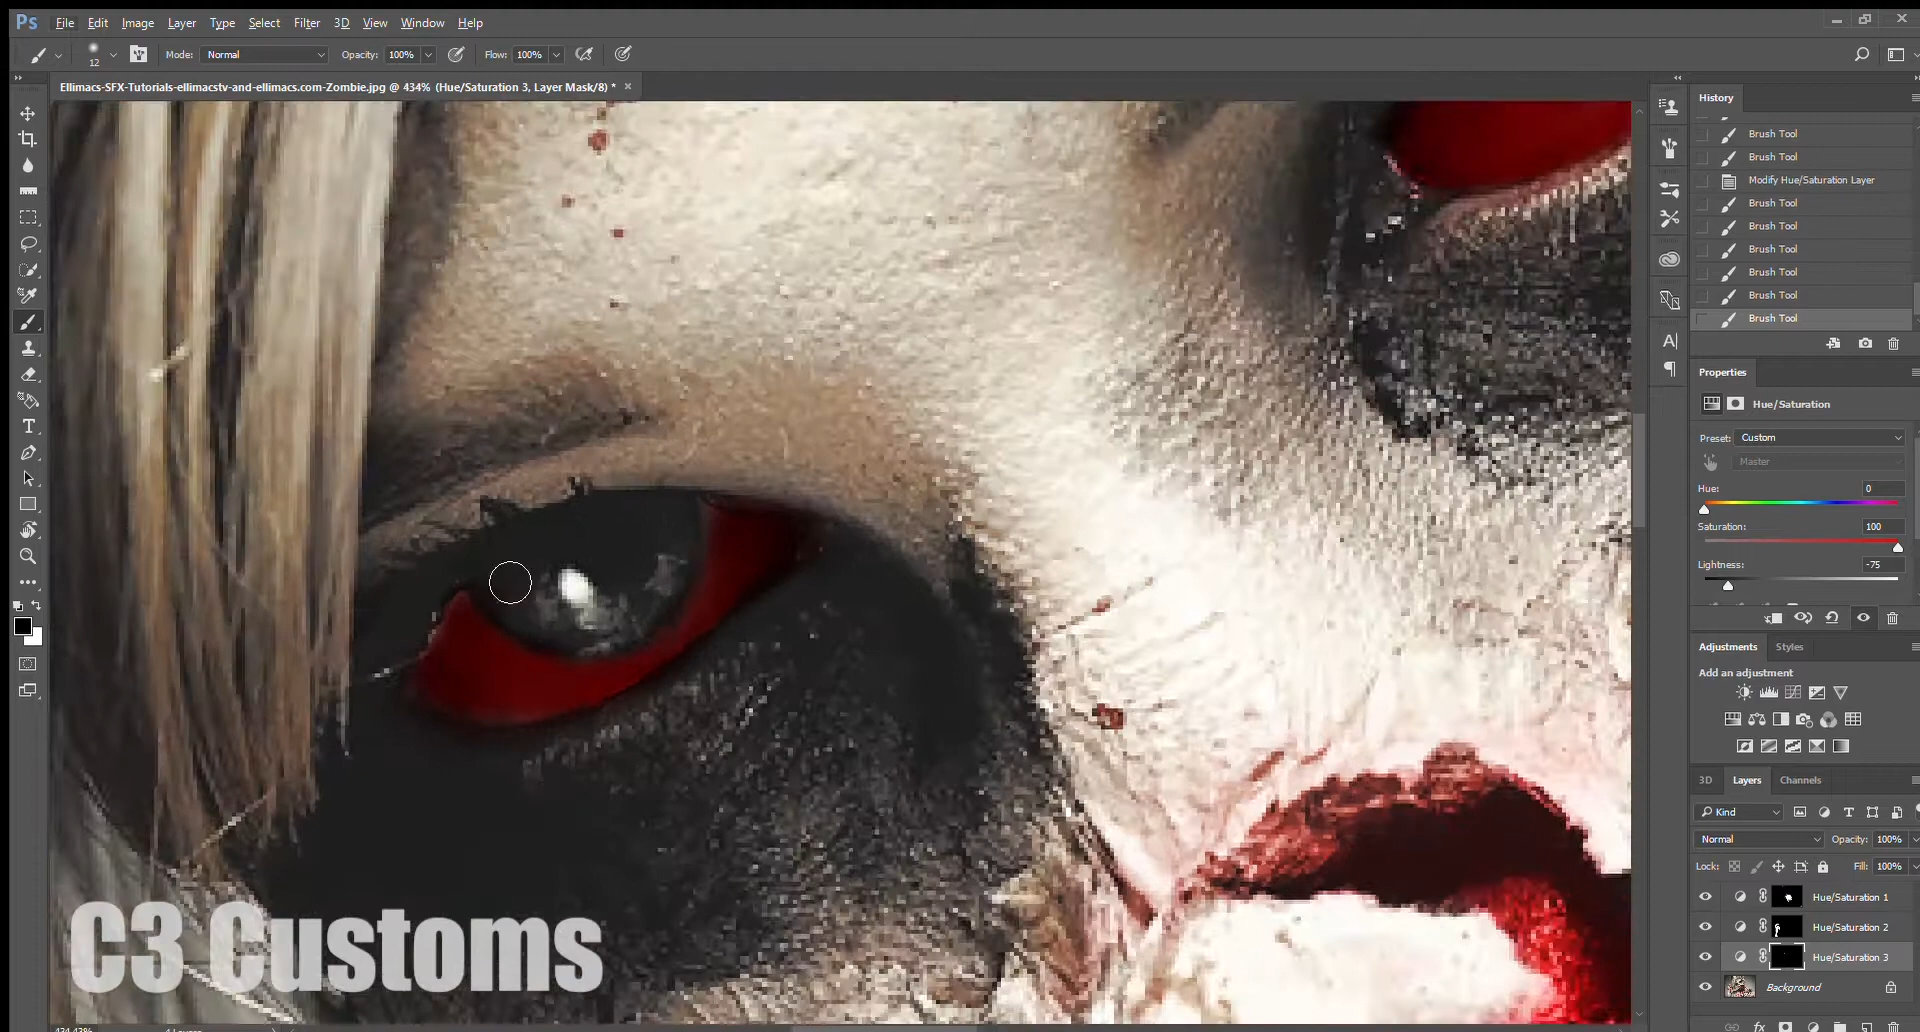 Ps File Edit Image Layer Type Select Filter 3D View Window Help
12 Mode: Normal Opacity: 100% Flow: 100%
Ellimacs-SFX-Tutorials-ellimacstv-and-ellimacs.com-Zombie.jpg @ 434% (Hue/Saturation 3, Layer Mask/8) * ×
History
Brush Tool
Brush Tool
Modify Hue/Saturation Layer
Brush Tool
Brush Tool
Brush Tool
Brush Tool
Brush Tool
Brush Tool
Properties
Hue/Saturation
Preset: Custom
Master
Hue: 0
Saturation: 100
Lightness: -75
Adjustments Styles
Add an adjustment
3D Layers Channels
Kind
Normal Opacity: 100%
Lock: Fill: 100%
Hue/Saturation 1
Hue/Saturation 2
Hue/Saturation 3
Background
C3 Customs